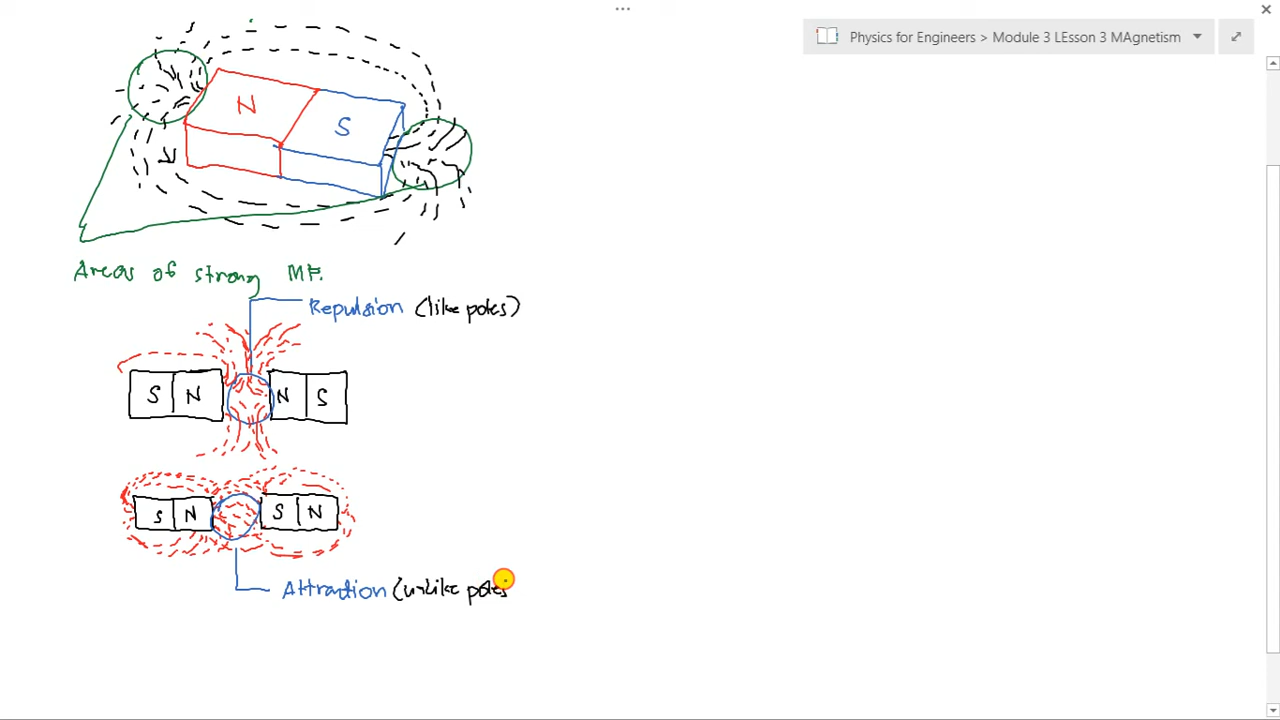 Physics for Engineers > Module 3 LEsson 3 MAgnetism
N
S
Areas of strong MF.
Repulsion (like poles)
S N N S
S N S N
Attraction (unlike poles